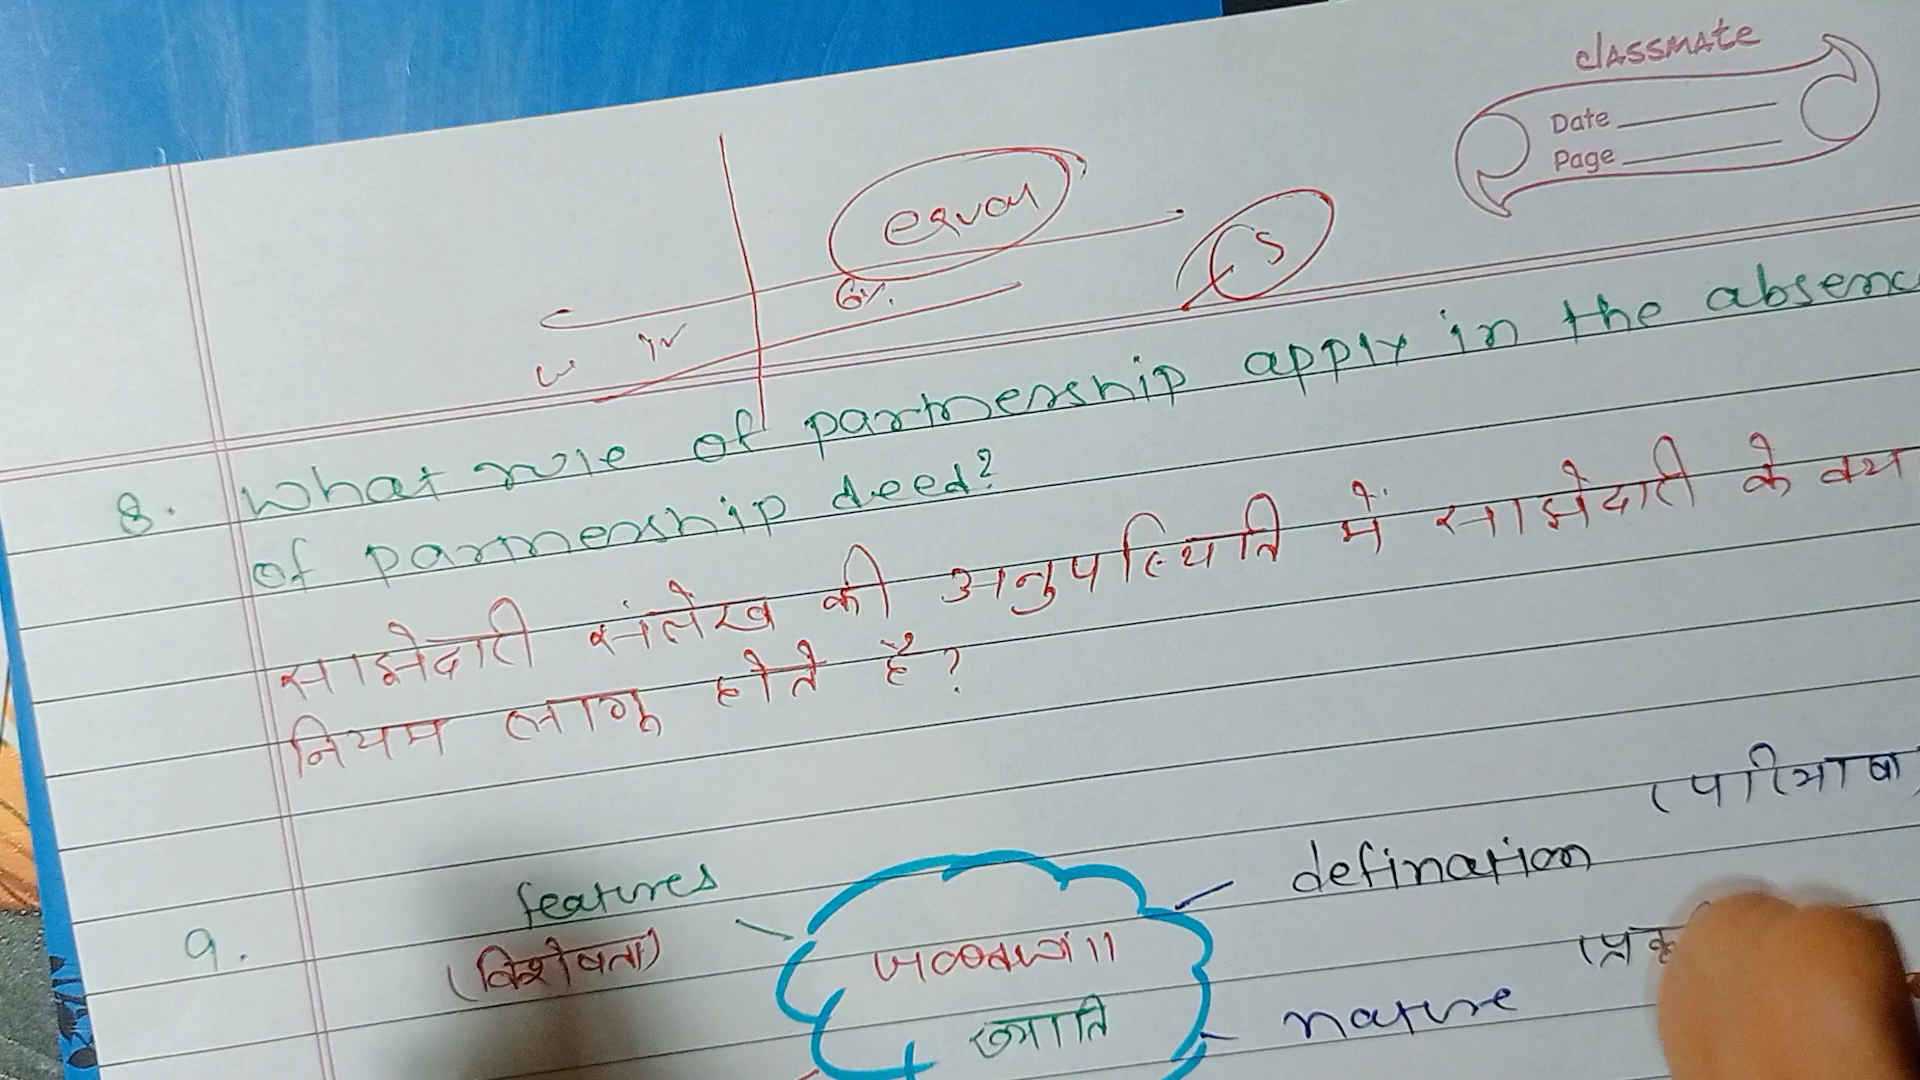 classmate
Date
Page
equal
6%.
8. What rule of partnership apply in the absenc
of partnership deed?
साझेदारी संलेख की अनुपस्थिति में साझेदारी के क्या
नियम लागू होते है?
(परिभाषा)
features
defination
9.
(विशेषता)
ख्याति
nature